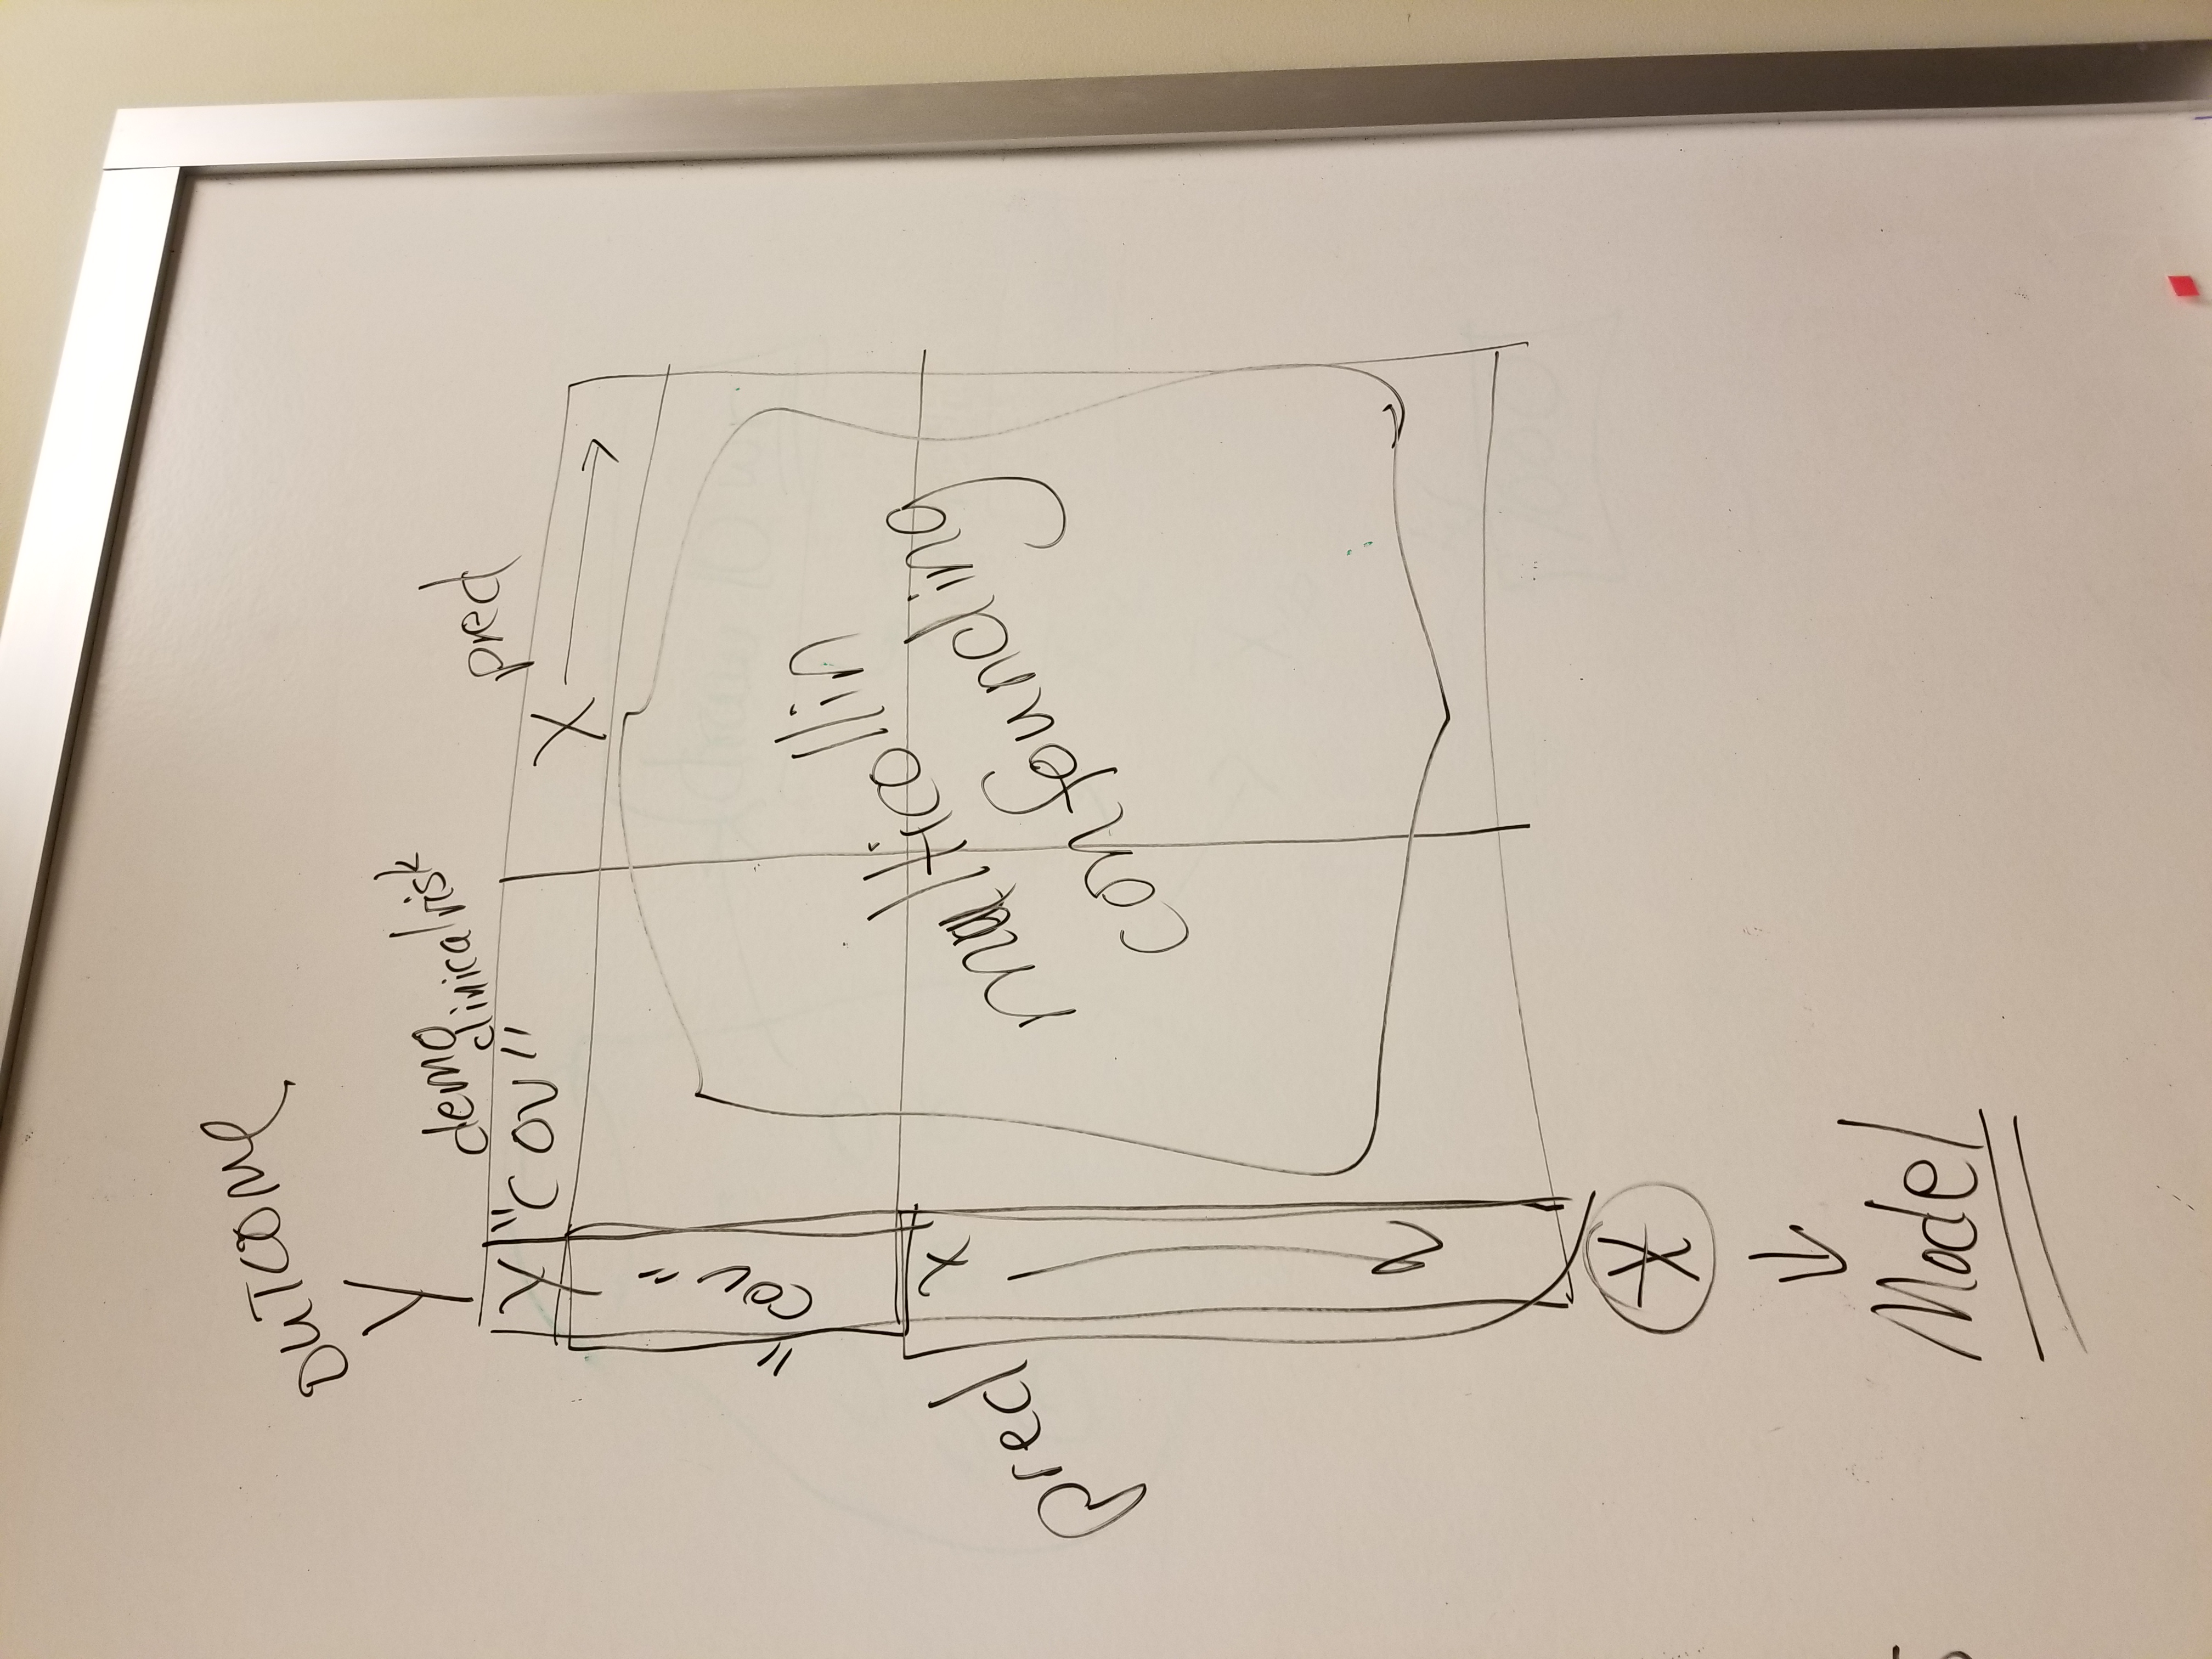 OUTCOME
Y
demo
clinical risk
pred
Y "COV" X
"COV"
pred
X
multicollin
confounding
X
Model